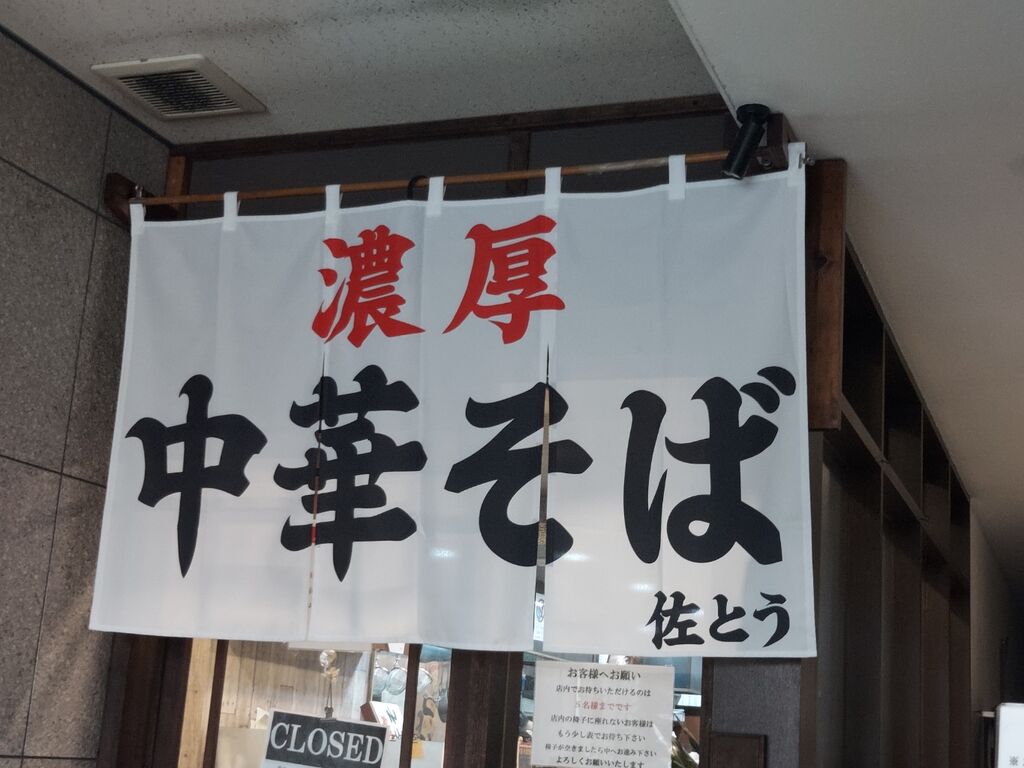 濃厚
中華そば
佐とう
CLOSED
お客様へお願い
店内でお待ちいただけるのは
5名様までです
店内の椅子に座れないお客様は
もう少し表でお待ち下さい
椅子が空きましたら中へお進み下さい
よろしくお願いいたします
※